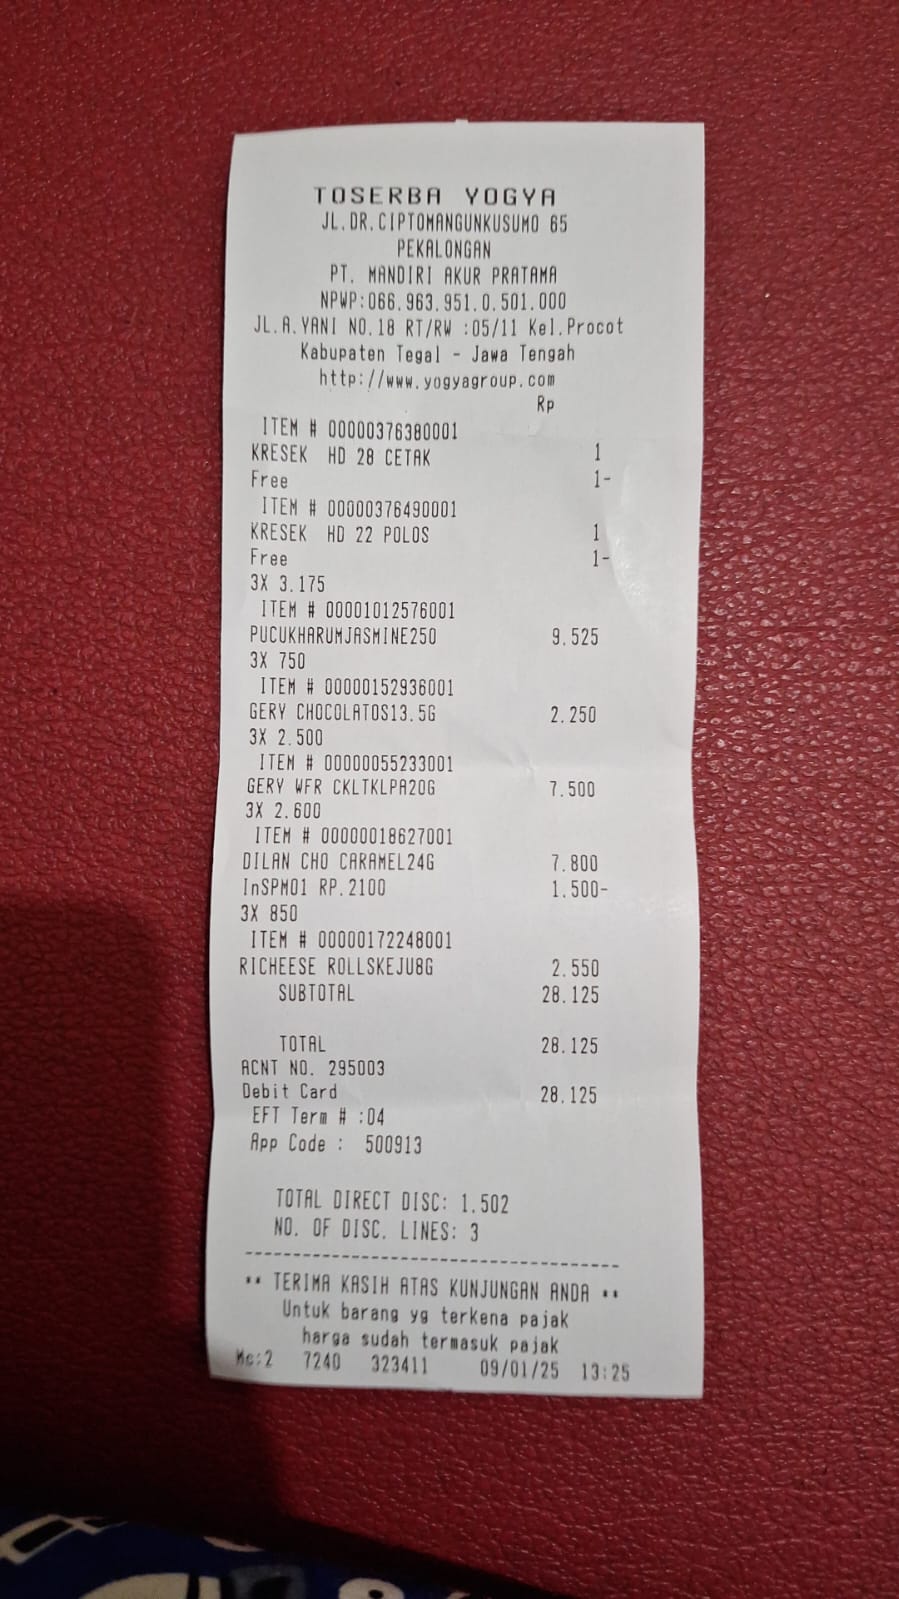 TOSERBA YOGYA
JL.DR.CIPTOMANGUNKUSUMO 65
PEKALONGAN
PT. MANDIRI AKUR PRATAMA
NPWP:066.963.951.0.501.000
JL.A.YANI NO.18 RT/RW :05/11 Kel.Procot
Kabupaten Tegal - Jawa Tengah
http://www.yogyagroup.com
Rp
ITEM # 00000376380001
KRESEK HD 28 CETAK 1
Free 1-
ITEM # 00000376490001
KRESEK HD 22 POLOS 1
Free 1-
3X 3.175
ITEM # 00001012576001
PUCUKHARUMJASMINE250 9.525
3X 750
ITEM # 00000152936001
GERY CHOCOLATOS13.5G 2.250
3X 2.500
ITEM # 00000055233001
GERY WFR CKLTKLPA20G 7.500
3X 2.600
ITEM # 00000018627001
DILAN CHO CARAMEL24G 7.800
InSPM01 RP.2100 1.500-
3X 850
ITEM # 00000172248001
RICHEESE ROLLSKEJU8G 2.550
SUBTOTAL 28.125
TOTAL 28.125
ACNT NO. 295003
Debit Card 28.125
EFT Term # :04
App Code : 500913
TOTAL DIRECT DISC: 1.502
NO. OF DISC. LINES: 3
--------------------------------------
** TERIMA KASIH ATAS KUNJUNGAN ANDA **
Untuk barang yg terkena pajak
harga sudah termasuk pajak
Mc:2 7240 323411 09/01/25 13:25